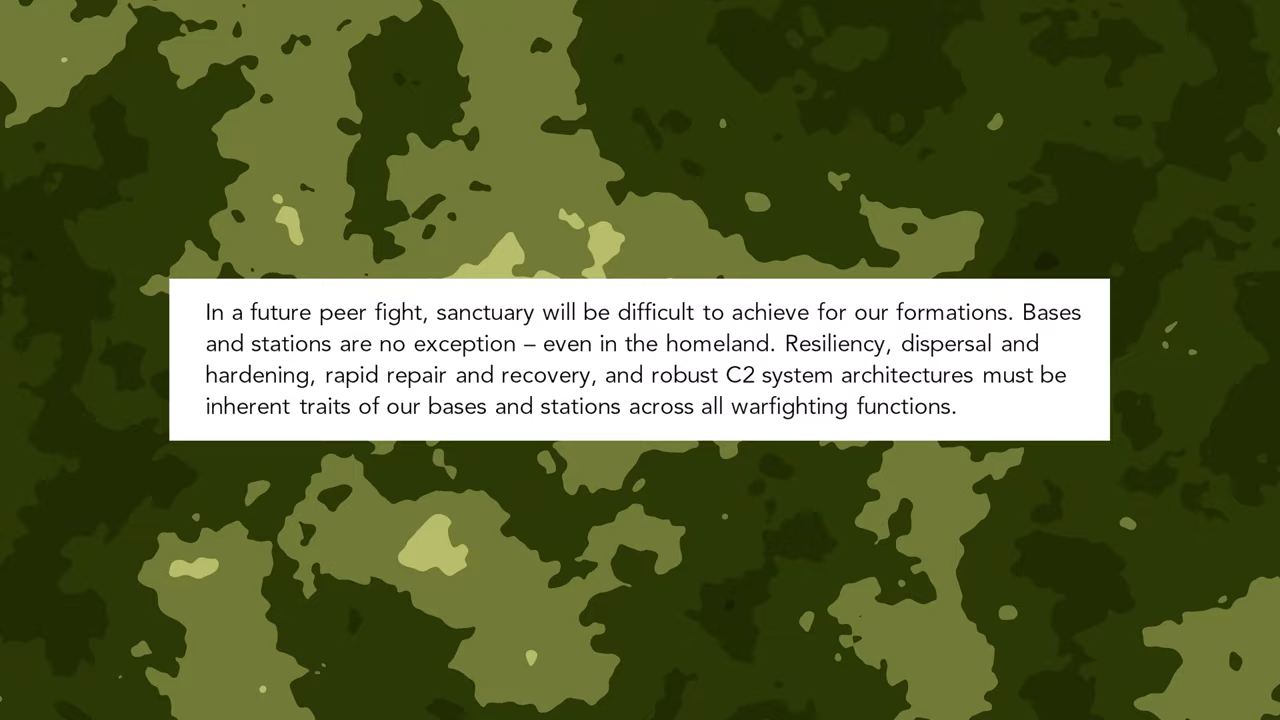 In a future peer fight, sanctuary will be difficult to achieve for our formations. Bases
and stations are no exception – even in the homeland. Resiliency, dispersal and
hardening, rapid repair and recovery, and robust C2 system architectures must be
inherent traits of our bases and stations across all warfighting functions.